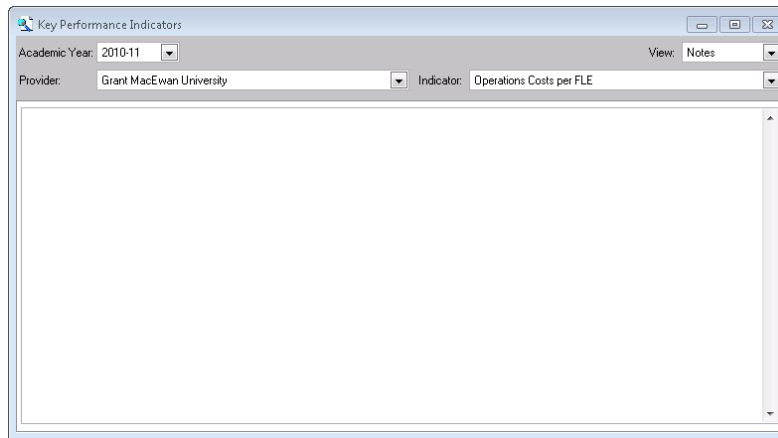 Key Performance Indicators
Academic Year: 2010-11 View: Notes
Provider: Grant MacEwan University Indicator: Operations Costs per FLE